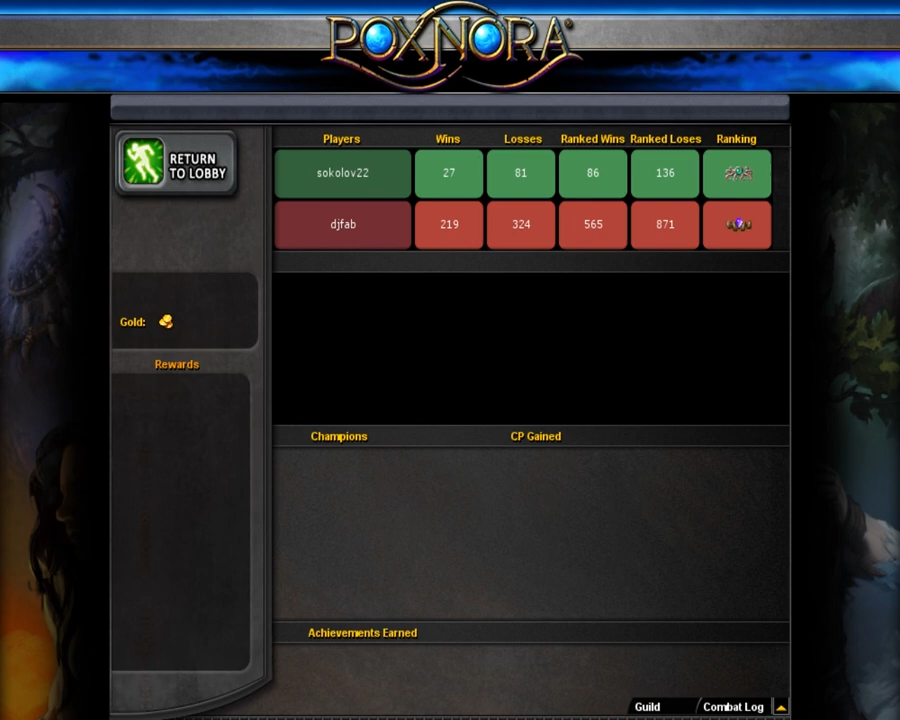 POXNORA®
RETURN
TO LOBBY
Players Wins Losses Ranked Wins Ranked Loses Ranking
sokolov22 27 81 86 136
djfab 219 324 565 871
Gold:
Rewards
Champions CP Gained
Achievements Earned
Guild Combat Log